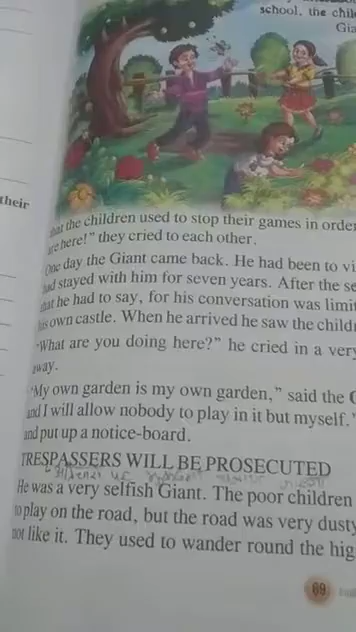 school, the chil
Gia
their
that the children used to stop their games in order
are here!” they cried to each other.
One day the Giant came back. He had been to vi
had stayed with him for seven years. After the se
that he had to say, for his conversation was limit
his own castle. When he arrived he saw the childr
“What are you doing here?” he cried in a very
away.
“My own garden is my own garden,” said the G
and I will allow nobody to play in it but myself.”
and put up a notice-board.
TRESPASSERS WILL BE PROSECUTED
He was a very selfish Giant. The poor children
to play on the road, but the road was very dusty
not like it. They used to wander round the hig
69